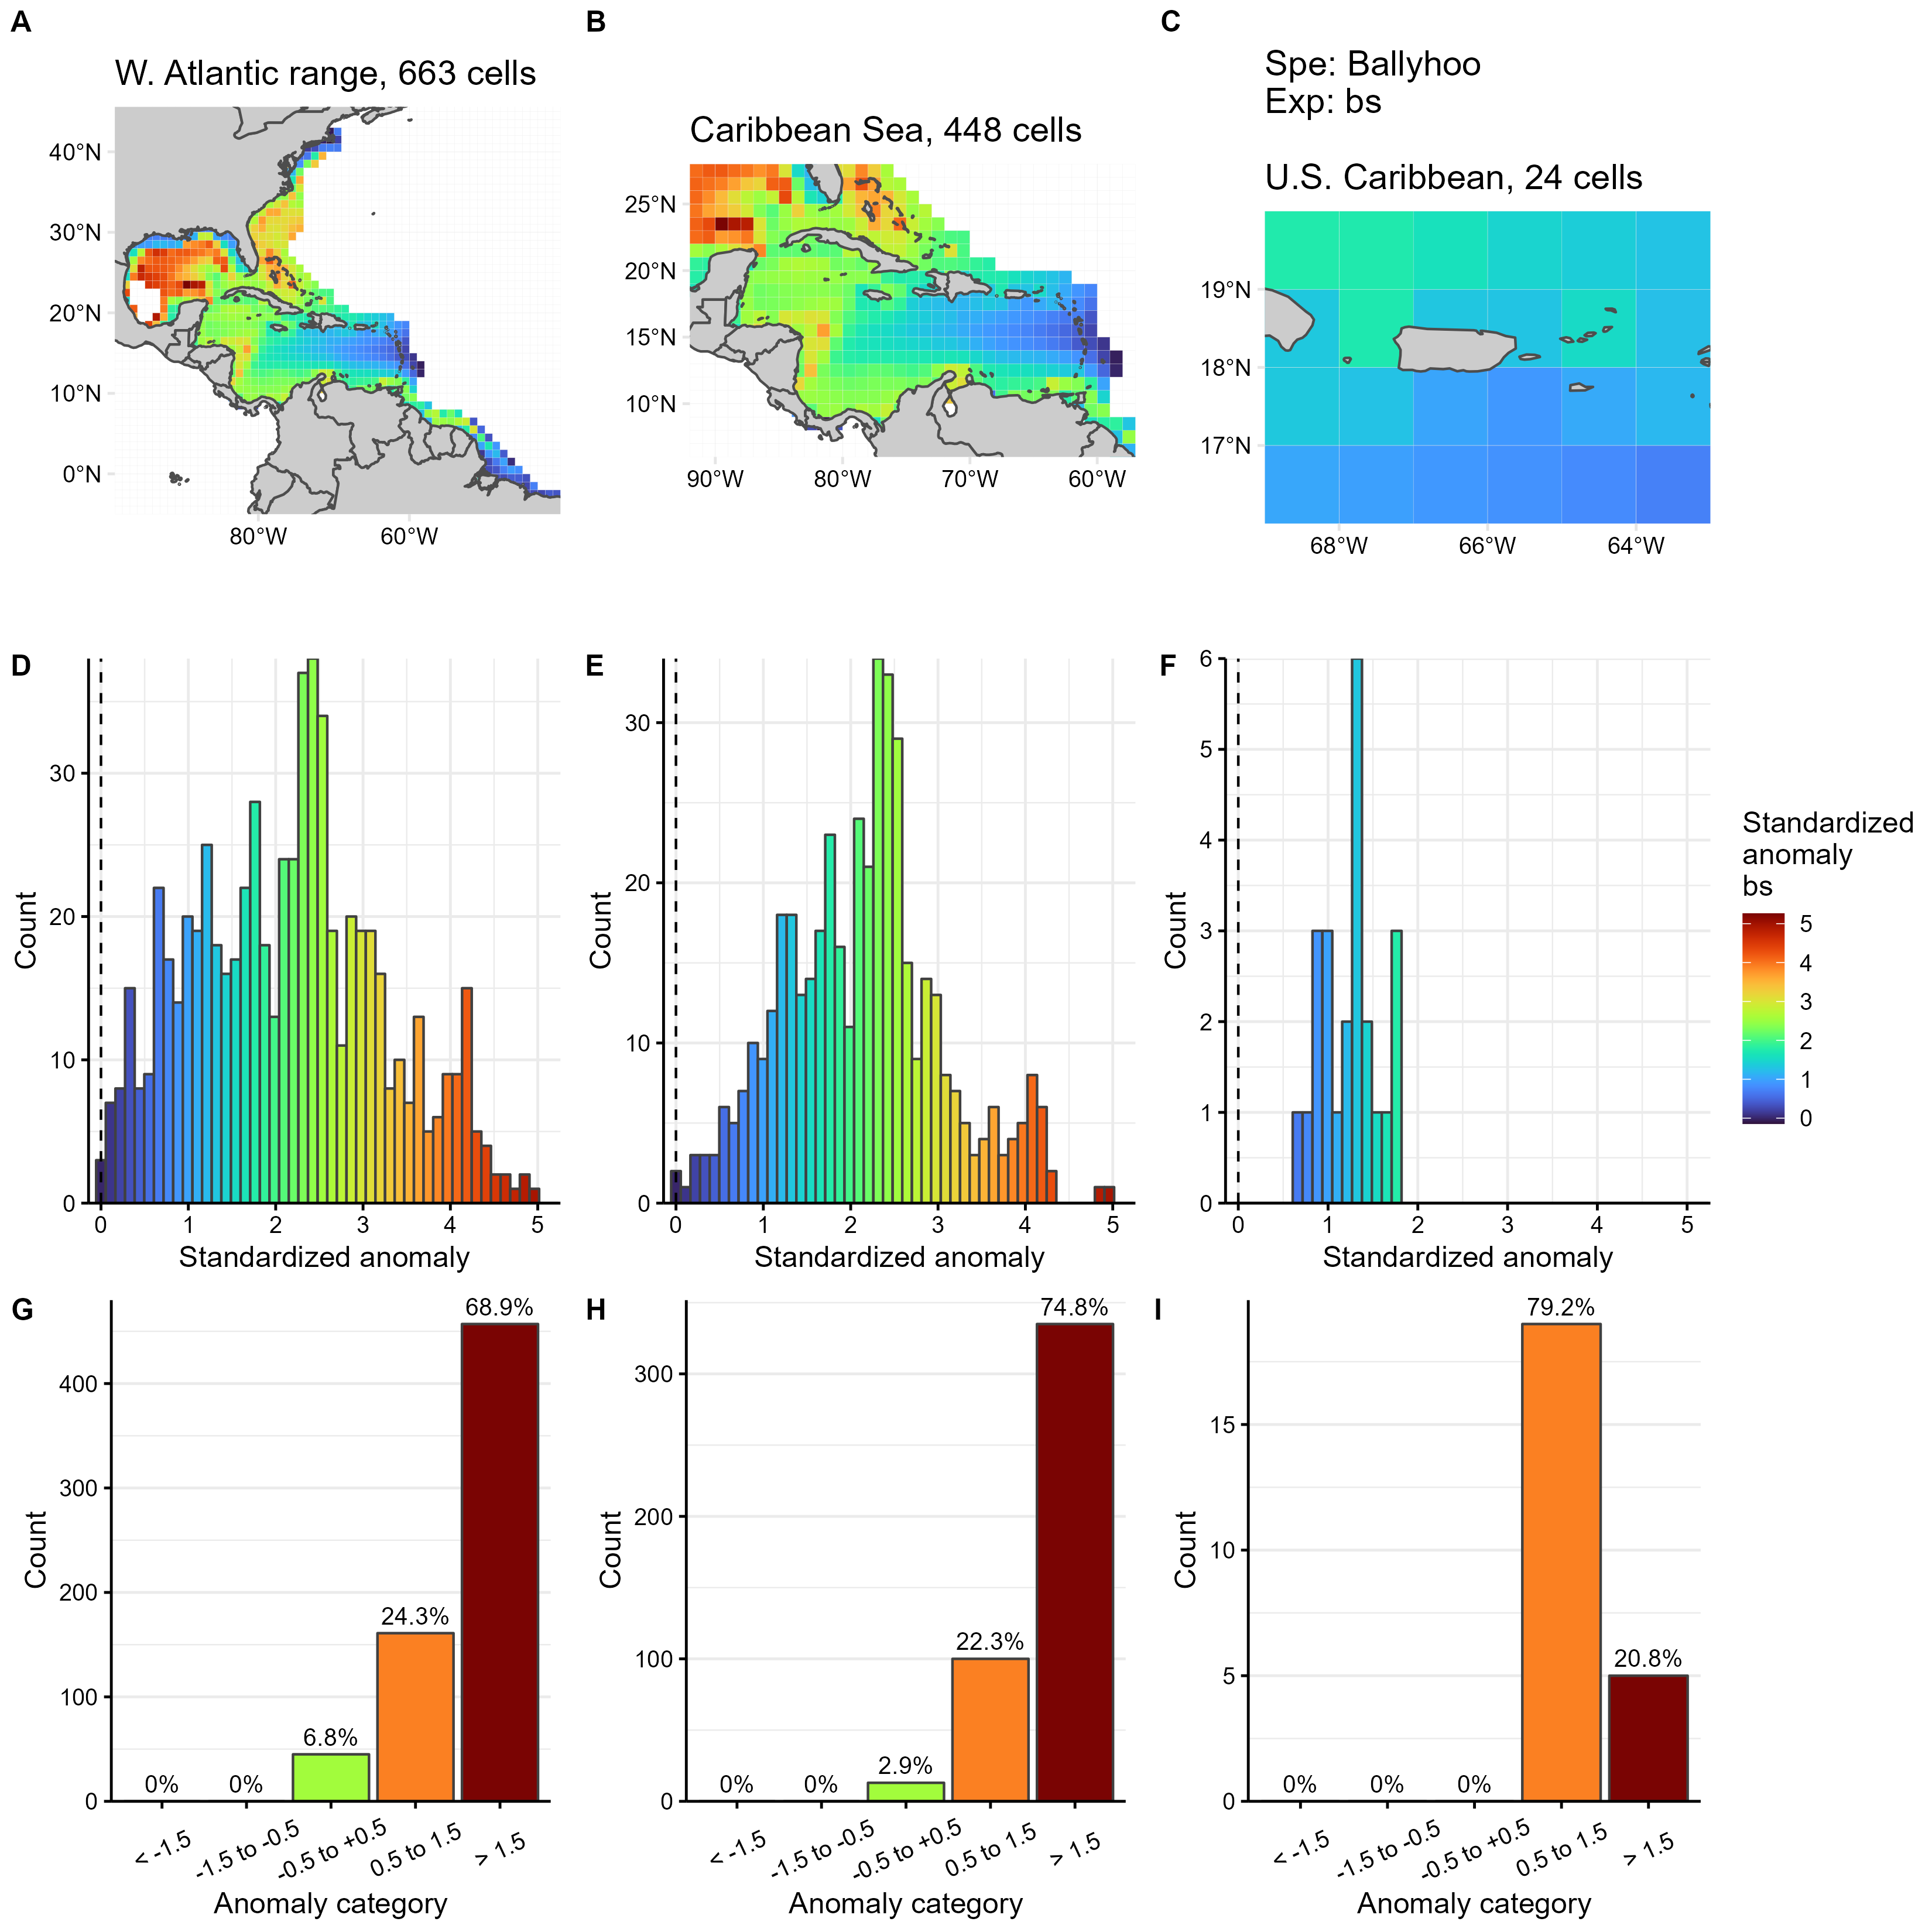 A
B
C
W. Atlantic range, 663 cells
Caribbean Sea, 448 cells
Spe: Ballyhoo
Exp: bs
U.S. Caribbean, 24 cells
40°N
30°N
20°N
10°N
0°N
80°W
60°W
25°N
20°N
15°N
10°N
90°W
80°W
70°W
60°W
19°N
18°N
17°N
68°W
66°W
64°W
D
Count
30
20
10
0
0 1 2 3 4 5
Standardized anomaly
E
Count
30
20
10
0
0 1 2 3 4 5
Standardized anomaly
F
Count
6
5
4
3
2
1
0
0 1 2 3 4 5
Standardized anomaly
Standardized
anomaly
bs
5
4
3
2
1
0
G
Count
400
300
200
100
0
0%
0%
6.8%
24.3%
68.9%
< -1.5
-1.5 to -0.5
-0.5 to +0.5
0.5 to 1.5
> 1.5
Anomaly category
H
Count
300
200
100
0
0%
0%
2.9%
22.3%
74.8%
< -1.5
-1.5 to -0.5
-0.5 to +0.5
0.5 to 1.5
> 1.5
Anomaly category
I
Count
15
10
5
0
0%
0%
0%
79.2%
20.8%
< -1.5
-1.5 to -0.5
-0.5 to +0.5
0.5 to 1.5
> 1.5
Anomaly category